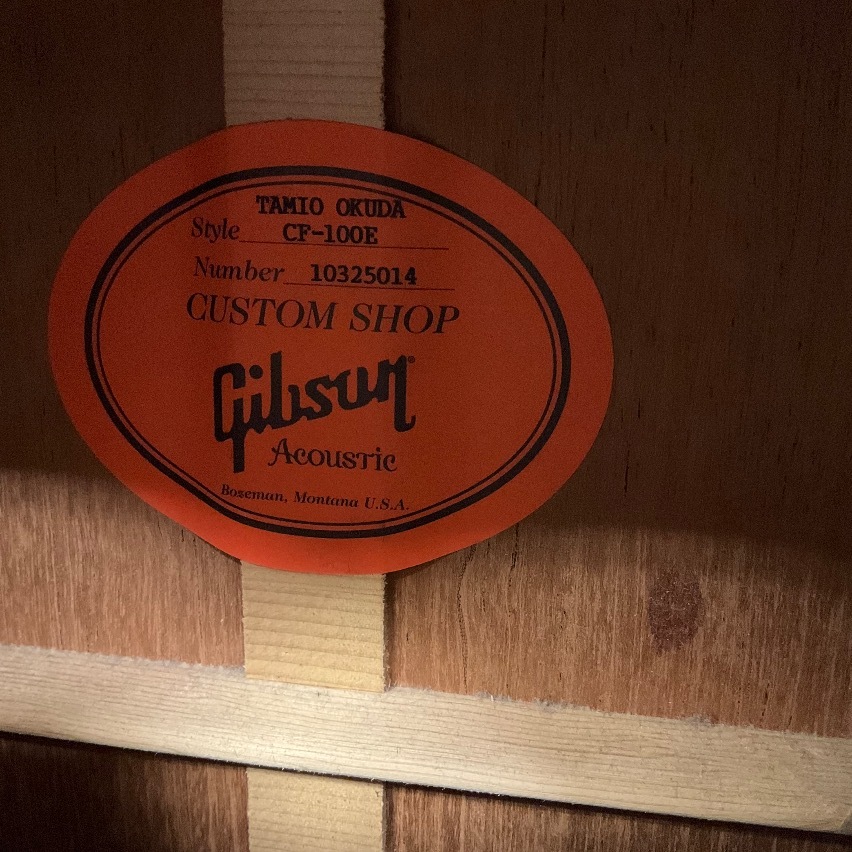 TAMIO OKUDA
Style CF-100E
Number 10325014
CUSTOM SHOP
Gibson®
Acoustic
Bozeman, Montana U.S.A.